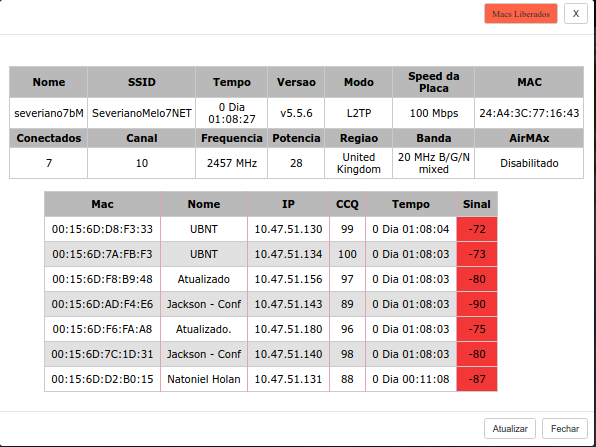 Macs Liberados X
Nome SSID Tempo Versao Modo Speed da Placa MAC
severiano7bM SeverianoMelo7NET 0 Dia 01:08:27 v5.5.6 L2TP 100 Mbps 24:A4:3C:77:16:43
Conectados Canal Frequencia Potencia Regiao Banda AirMAx
7 10 2457 MHz 28 United Kingdom 20 MHz B/G/N mixed Disabilitado
Mac Nome IP CCQ Tempo Sinal
00:15:6D:D8:F3:33 UBNT 10.47.51.130 99 0 Dia 01:08:04 -72
00:15:6D:7A:FB:F3 UBNT 10.47.51.134 100 0 Dia 01:08:03 -73
00:15:6D:F8:B9:48 Atualizado 10.47.51.156 97 0 Dia 01:08:03 -80
00:15:6D:AD:F4:E6 Jackson - Conf 10.47.51.143 89 0 Dia 01:08:03 -90
00:15:6D:F6:FA:A8 Atualizado. 10.47.51.180 96 0 Dia 01:08:03 -75
00:15:6D:7C:1D:31 Jackson - Conf 10.47.51.140 98 0 Dia 01:08:03 -80
00:15:6D:D2:B0:15 Natoniel Holan 10.47.51.131 88 0 Dia 00:11:08 -87
Atualizar Fechar